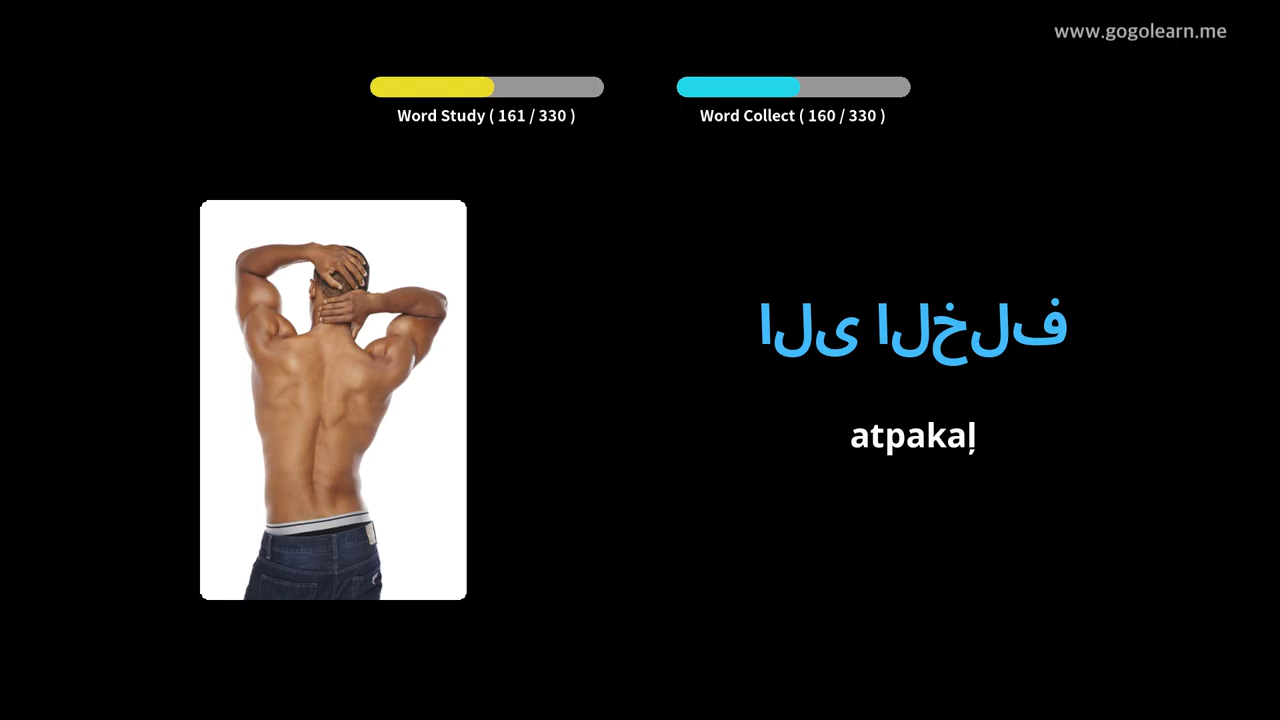 www.gogolearn.me
Word Study ( 161 / 330 )
Word Collect ( 160 / 330 )
الى الخلف
atpakaļ